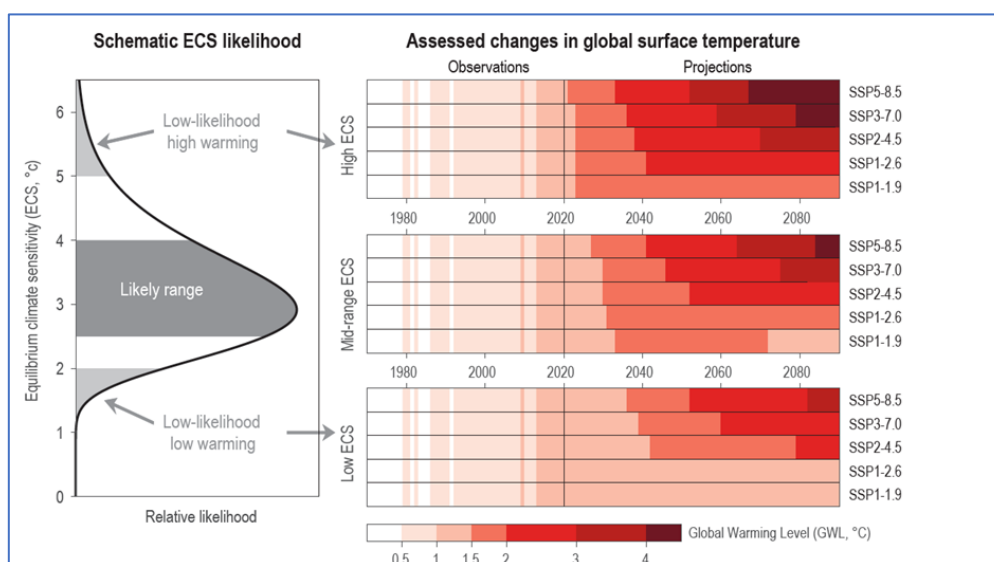 Schematic ECS likelihood
Equilibrium climate sensitivity (ECS, °c)
6
5
4
3
2
1
0
Low-likelihood
high warming
Likely range
Low-likelihood
low warming
Relative likelihood
Assessed changes in global surface temperature
Observations Projections
High ECS
SSP5-8.5
SSP3-7.0
SSP2-4.5
SSP1-2.6
SSP1-1.9
1980 2000 2020 2040 2060 2080
Mid-range ECS
SSP5-8.5
SSP3-7.0
SSP2-4.5
SSP1-2.6
SSP1-1.9
1980 2000 2020 2040 2060 2080
Low ECS
SSP5-8.5
SSP3-7.0
SSP2-4.5
SSP1-2.6
SSP1-1.9
Global Warming Level (GWL, °C)
0.5 1 1.5 2 3 4